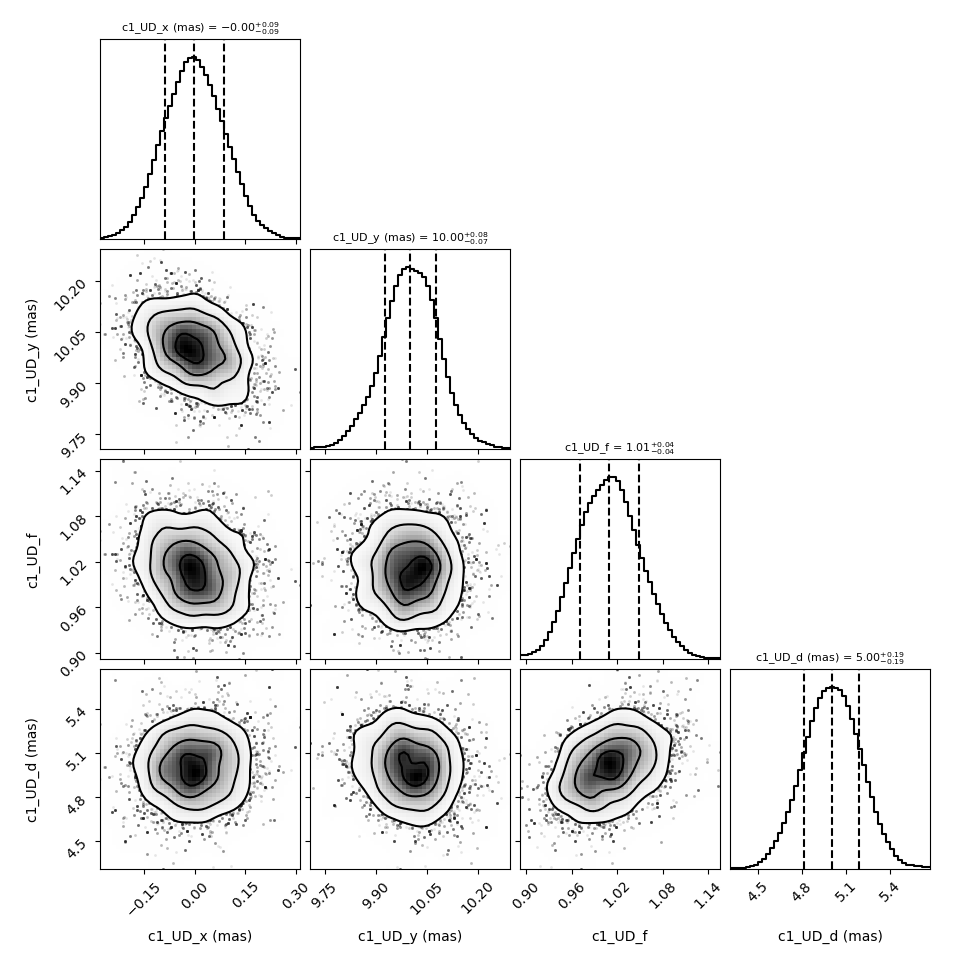 c1_UD_x (mas) = −0.00+0.09−0.09
c1_UD_y (mas) = 10.00+0.08−0.07
10.20
10.05
9.90
9.75
c1_UD_y (mas)
c1_UD_f = 1.01+0.04−0.04
1.14
1.08
1.02
0.96
0.90
c1_UD_f
c1_UD_d (mas) = 5.00+0.19−0.19
5.4
5.1
4.8
4.5
c1_UD_d (mas)
−0.15 0.00 0.15 0.30
9.75 9.90 10.05 10.20
0.90 0.96 1.02 1.08 1.14
4.5 4.8 5.1 5.4
c1_UD_x (mas) c1_UD_y (mas) c1_UD_f c1_UD_d (mas)